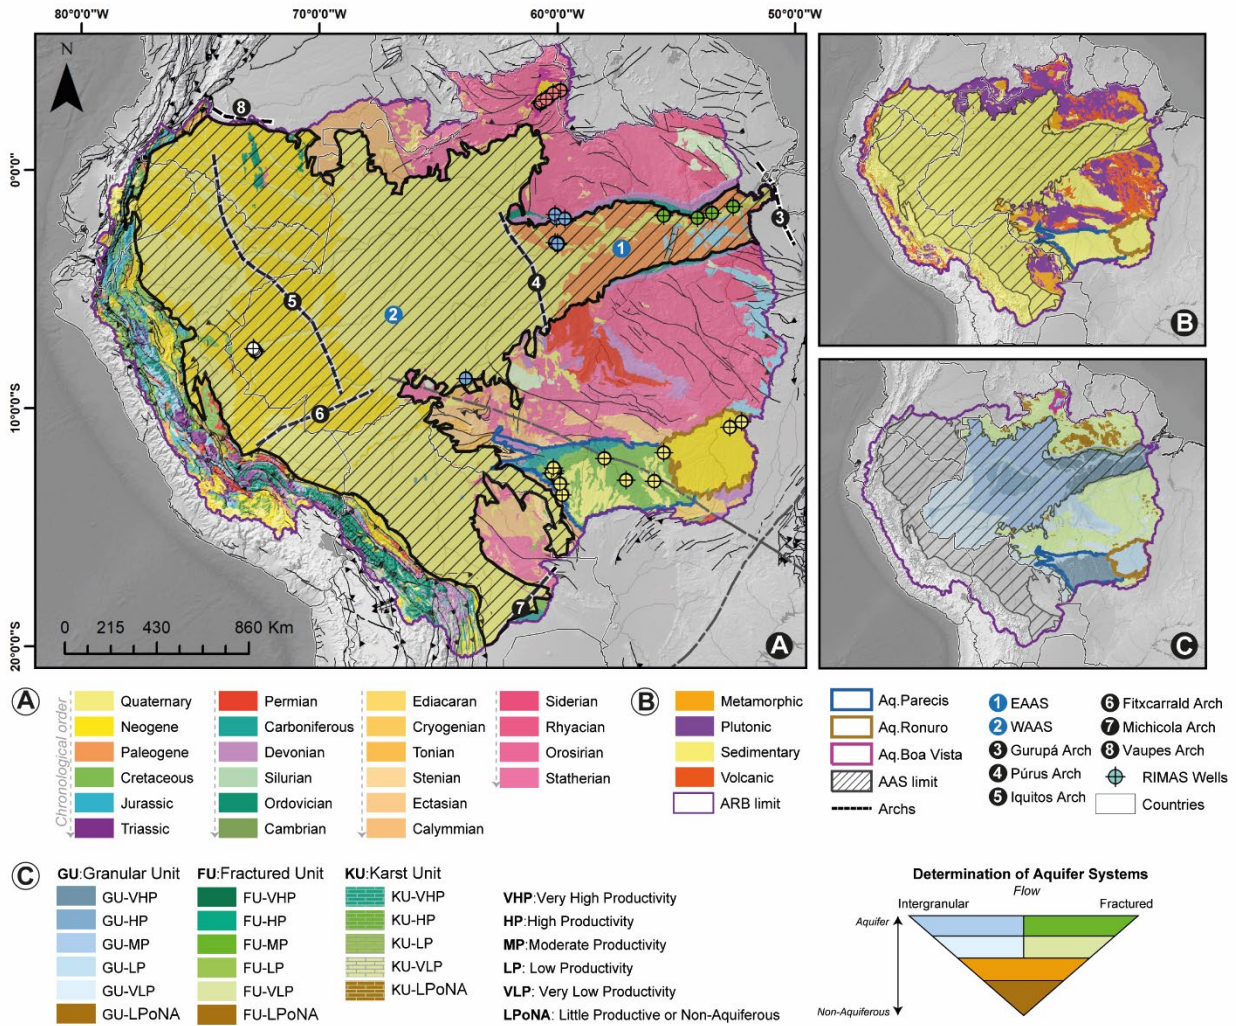 80°0'0"W 70°0'0"W 60°0'0"W 50°0'0"W
N
0°0'0"
10°0'0"S
20°0'0"S
8
3
1
4
5
2
6
7
0 215 430 860 Km
A
B
C
A
Chronological order
Quaternary
Neogene
Paleogene
Cretaceous
Jurassic
Triassic
Permian
Carboniferous
Devonian
Silurian
Ordovician
Cambrian
Ediacaran
Cryogenian
Tonian
Stenian
Ectasian
Calymmian
Siderian
Rhyacian
Orosirian
Statherian
B
Metamorphic
Plutonic
Sedimentary
Volcanic
ARB limit
Aq.Parecis
Aq.Ronuro
Aq.Boa Vista
AAS limit
Archs
1 EAAS
2 WAAS
3 Gurupá Arch
4 Púrus Arch
5 Iquitos Arch
6 Fitxcarrald Arch
7 Michicola Arch
8 Vaupes Arch
RIMAS Wells
Countries
C
GU:Granular Unit
GU-VHP
GU-HP
GU-MP
GU-LP
GU-VLP
GU-LPoNA
FU:Fractured Unit
FU-VHP
FU-HP
FU-MP
FU-LP
FU-VLP
FU-LPoNA
KU:Karst Unit
KU-VHP
KU-HP
KU-LP
KU-VLP
KU-LPoNA
VHP:Very High Productivity
HP:High Productivity
MP:Moderate Productivity
LP: Low Productivity
VLP: Very Low Productivity
LPoNA: Little Productive or Non-Aquiferous
Determination of Aquifer Systems
Flow
Intergranular Fractured
Aquifer
Non-Aquiferous